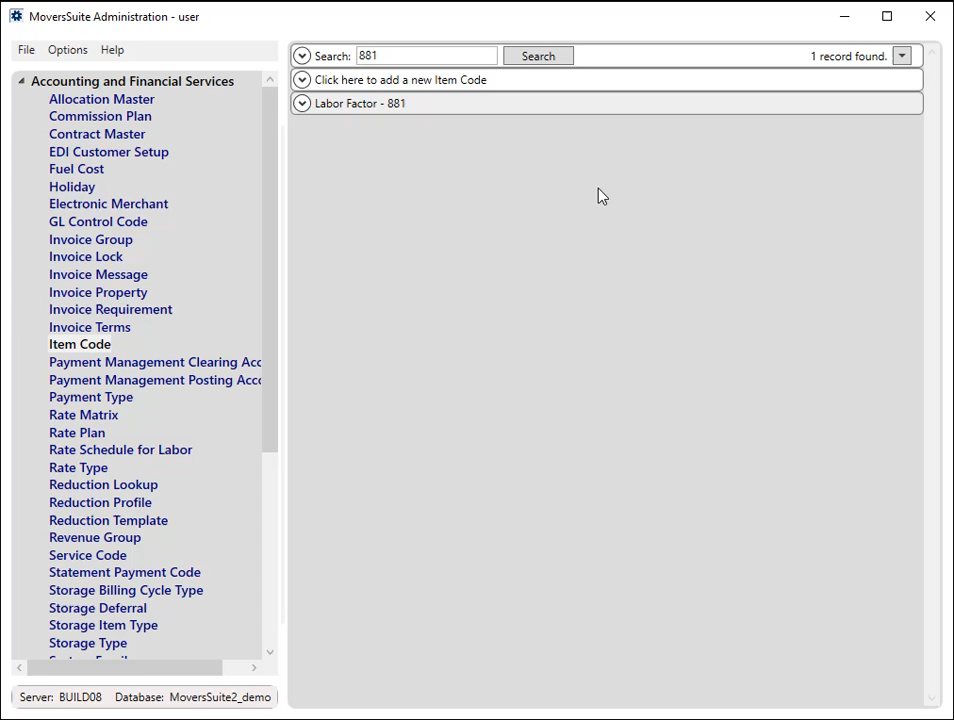 MoversSuite Administration - user
File Options Help
Search: 881 Search 1 record found.
Click here to add a new Item Code
Labor Factor - 881
Accounting and Financial Services
Allocation Master
Commission Plan
Contract Master
EDI Customer Setup
Fuel Cost
Holiday
Electronic Merchant
GL Control Code
Invoice Group
Invoice Lock
Invoice Message
Invoice Property
Invoice Requirement
Invoice Terms
Item Code
Payment Management Clearing Acc
Payment Management Posting Acco
Payment Type
Rate Matrix
Rate Plan
Rate Schedule for Labor
Rate Type
Reduction Lookup
Reduction Profile
Reduction Template
Revenue Group
Service Code
Statement Payment Code
Storage Billing Cycle Type
Storage Deferral
Storage Item Type
Storage Type
Server: BUILD08 Database: MoversSuite2_demo